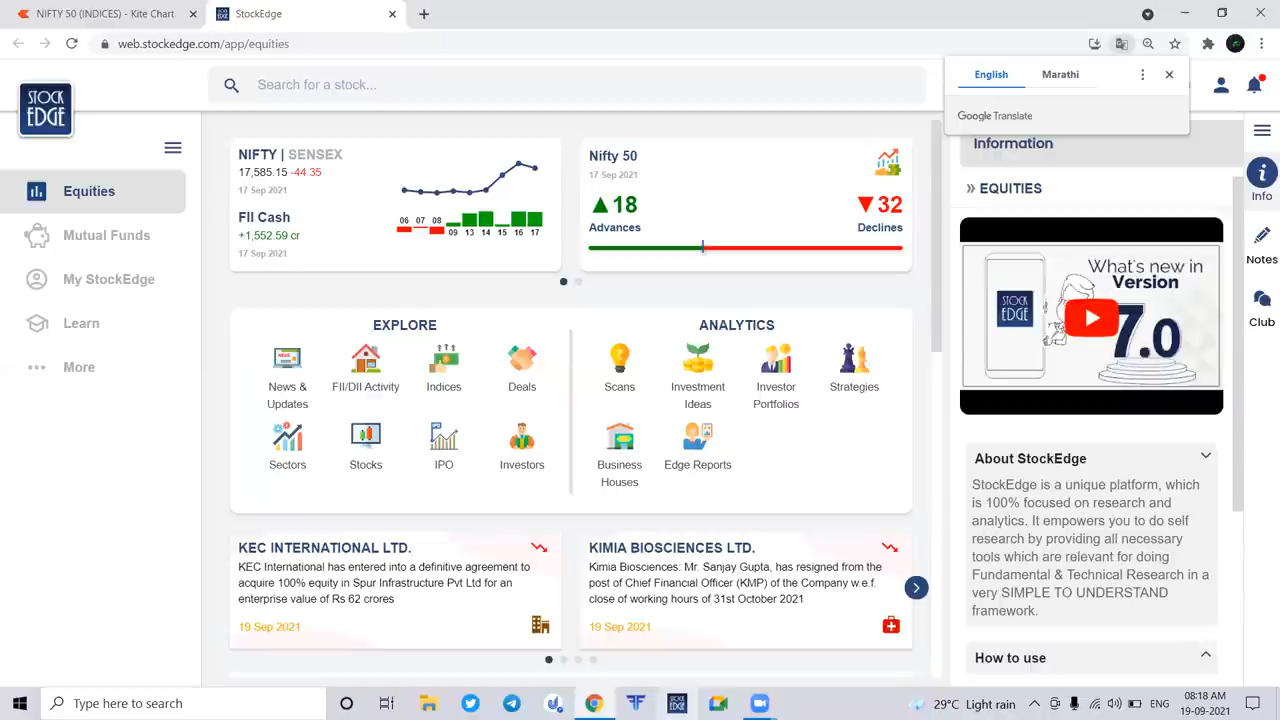 NIFTY 50 (INDICES) - Kite Chart
StockEdge
web.stockedge.com/app/equities
English
Marathi
Google Translate
STOCK
EDGE
Search for a stock...
Equities
Mutual Funds
My StockEdge
Learn
More
NIFTY | SENSEX
17,585.15 -44.35
17 Sep 2021
FII Cash
+1,552.59 cr
17 Sep 2021
06 07 08 09 13 14 15 16 17
Nifty 50
17 Sep 2021
18
Advances
32
Declines
EXPLORE
News &
Updates
FII/DII Activity
Indices
Deals
Sectors
Stocks
IPO
Investors
ANALYTICS
Scans
Investment
Ideas
Investor
Portfolios
Strategies
Business
Houses
Edge Reports
KEC INTERNATIONAL LTD.
KEC International has entered into a definitive agreement to
acquire 100% equity in Spur Infrastructure Pvt Ltd for an
enterprise value of Rs 62 crores
19 Sep 2021
KIMIA BIOSCIENCES LTD.
Kimia Biosciences: Mr. Sanjay Gupta, has resigned from the
post of Chief Financial Officer (KMP) of the Company w.e.f.
close of working hours of 31st October 2021
19 Sep 2021
Information
» EQUITIES
What's new in
Version
7.0
STOCK
EDGE
About StockEdge
StockEdge is a unique platform, which
is 100% focused on research and
analytics. It empowers you to do self
research by providing all necessary
tools which are relevant for doing
Fundamental & Technical Research in a
very SIMPLE TO UNDERSTAND
framework.
How to use
Info
Notes
Club
Type here to search
29°C Light rain
ENG
08:18 AM
19-09-2021